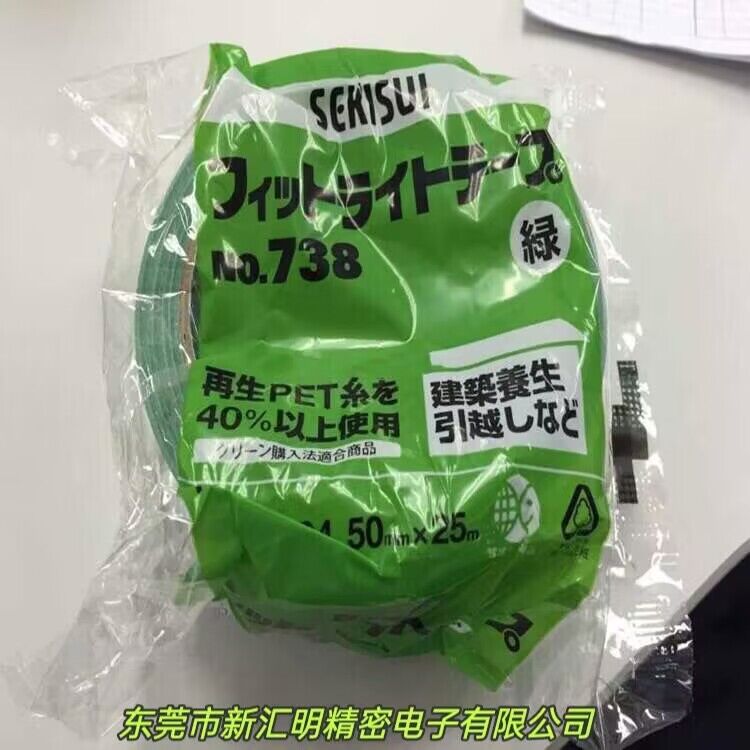 SEKISUI
フィットライトテープ
No.738
緑
再生PET糸を
40%以上使用
グリーン購入法適合商品
建築養生
引越しなど
50mm×25m
东莞市新汇明精密电子有限公司